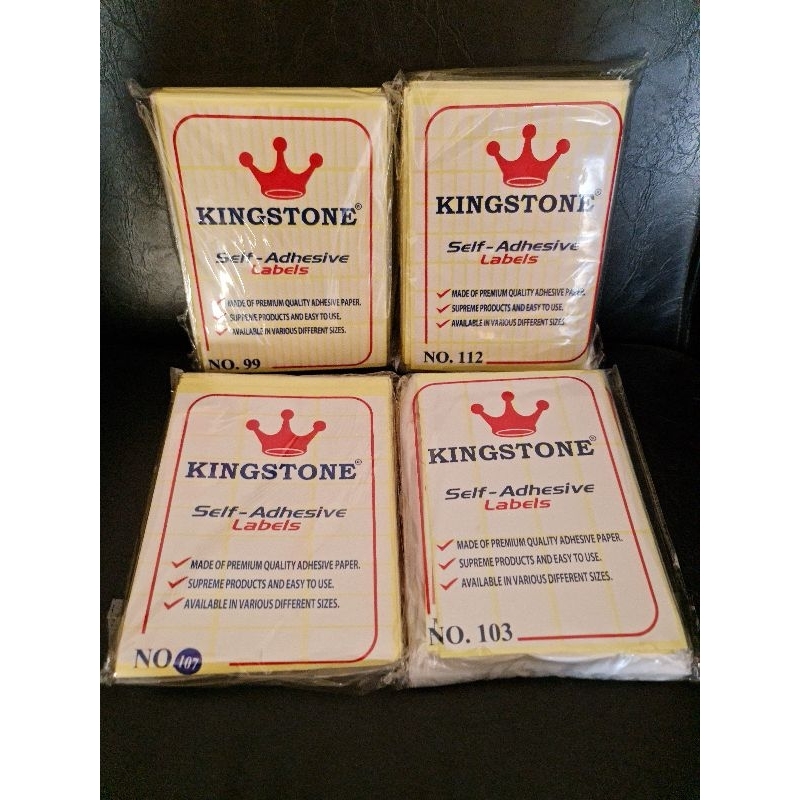 KINGSTONE®
Self-Adhesive
Labels
MADE OF PREMIUM QUALITY ADHESIVE PAPER.
SUPREME PRODUCTS AND EASY TO USE.
AVAILABLE IN VARIOUS DIFFERENT SIZES.
NO. 99
KINGSTONE®
Self-Adhesive
Labels
MADE OF PREMIUM QUALITY ADHESIVE PAPER.
SUPREME PRODUCTS AND EASY TO USE.
AVAILABLE IN VARIOUS DIFFERENT SIZES.
NO. 112
KINGSTONE®
Self-Adhesive
Labels
MADE OF PREMIUM QUALITY ADHESIVE PAPER.
SUPREME PRODUCTS AND EASY TO USE.
AVAILABLE IN VARIOUS DIFFERENT SIZES.
NO 107
KINGSTONE®
Self-Adhesive
Labels
MADE OF PREMIUM QUALITY ADHESIVE PAPER.
SUPREME PRODUCTS AND EASY TO USE.
AVAILABLE IN VARIOUS DIFFERENT SIZES.
NO. 103